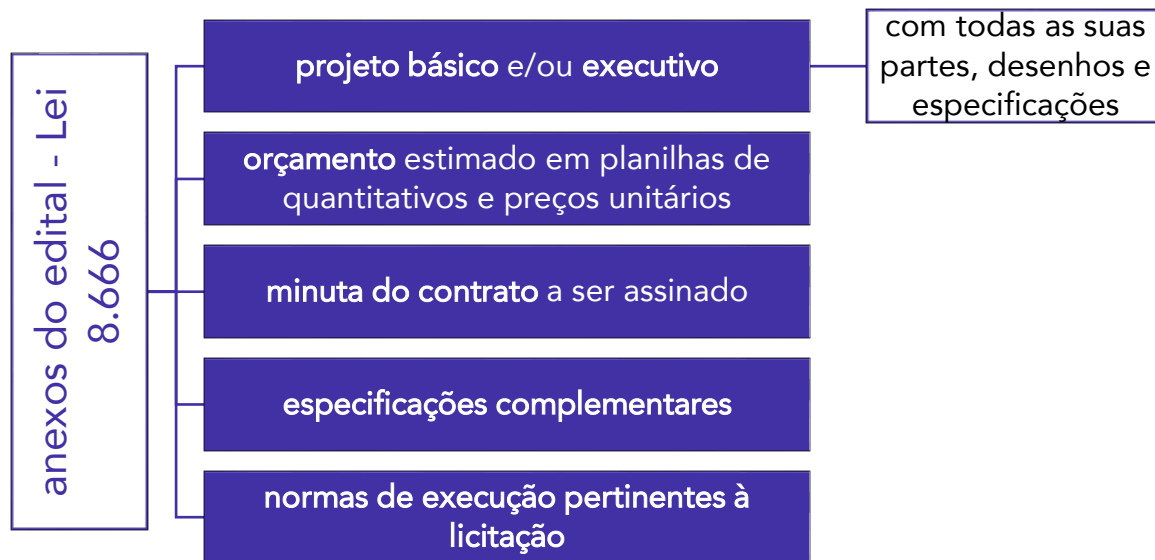 anexos do edital - Lei
8.666
projeto básico e/ou executivo
com todas as suas
partes, desenhos e
especificações
orçamento estimado em planilhas de
quantitativos e preços unitários
minuta do contrato a ser assinado
especificações complementares
normas de execução pertinentes à
licitação